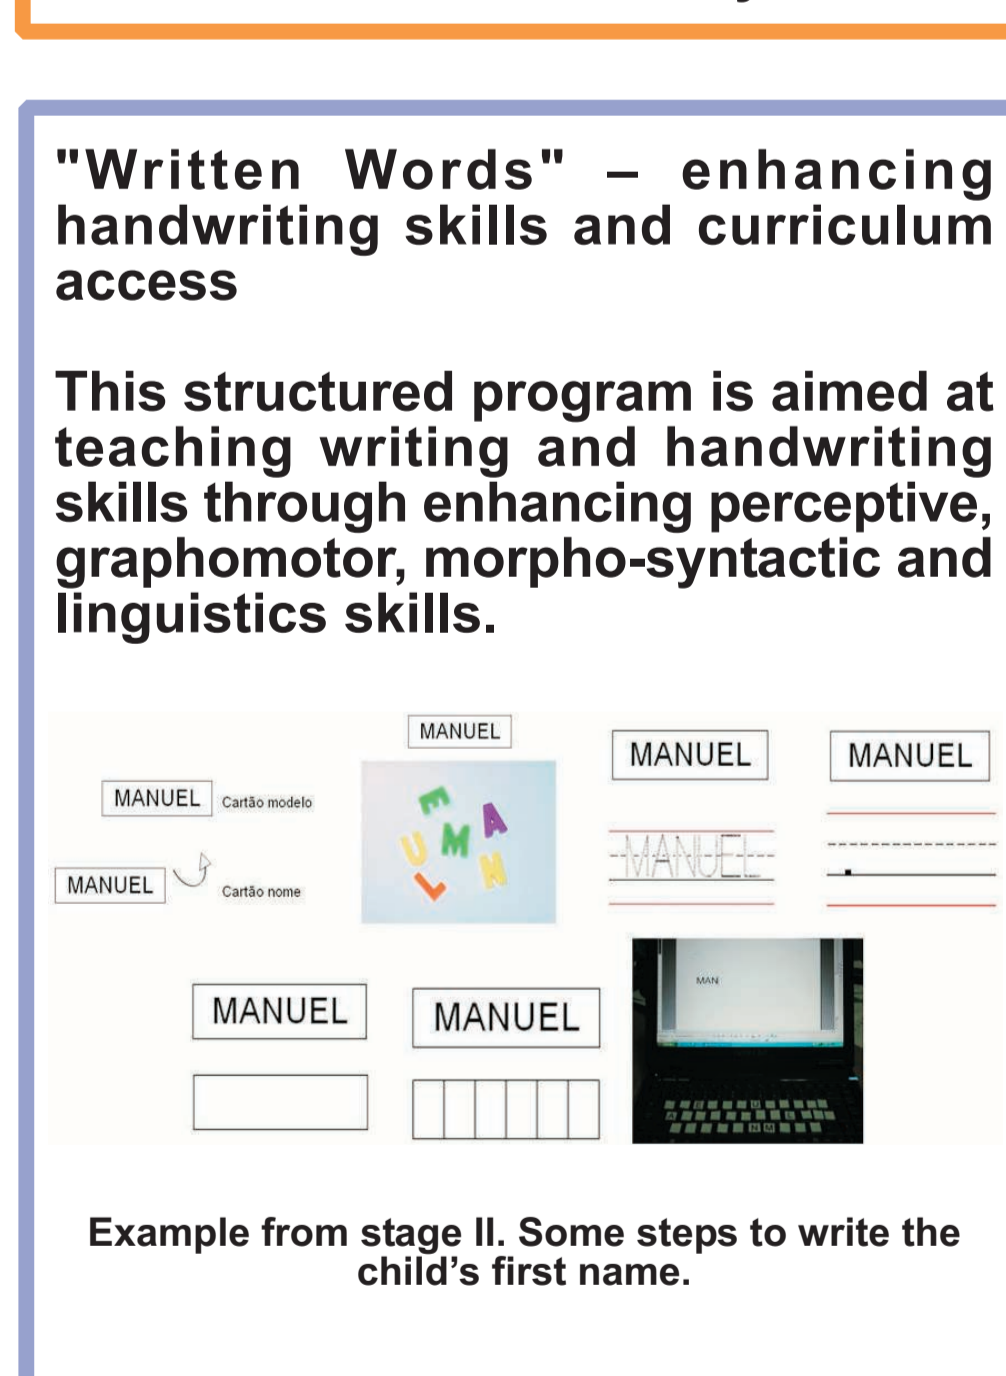 "Written Words" – enhancing
handwriting skills and curriculum
access
This structured program is aimed at
teaching writing and handwriting
skills through enhancing perceptive,
graphomotor, morpho-syntactic and
linguistics skills.
MANUEL
MANUEL
MANUEL
MANUEL Cartão modelo
E
A
U M
N
L
MANUEL
MANUEL Cartão nome
MANUEL
MANUEL
MAN
Example from stage II. Some steps to write the
child's first name.